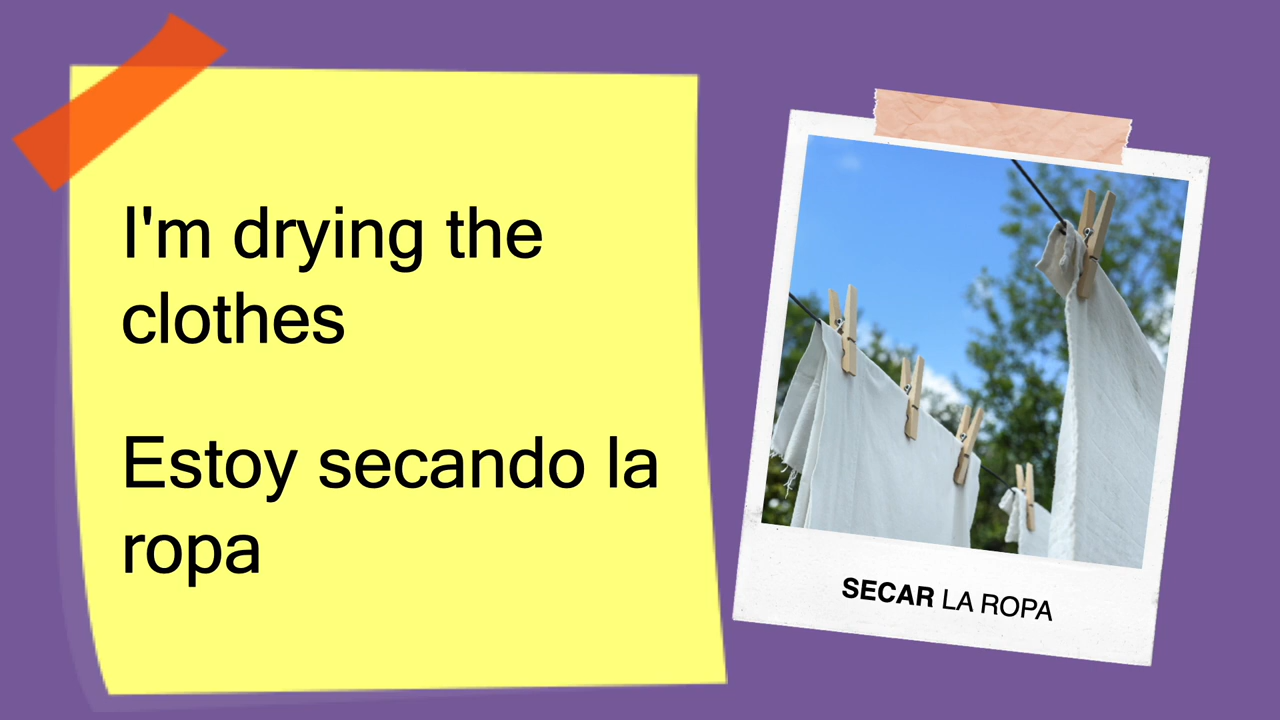 I'm drying the
clothes
Estoy secando la
ropa
SECAR LA ROPA